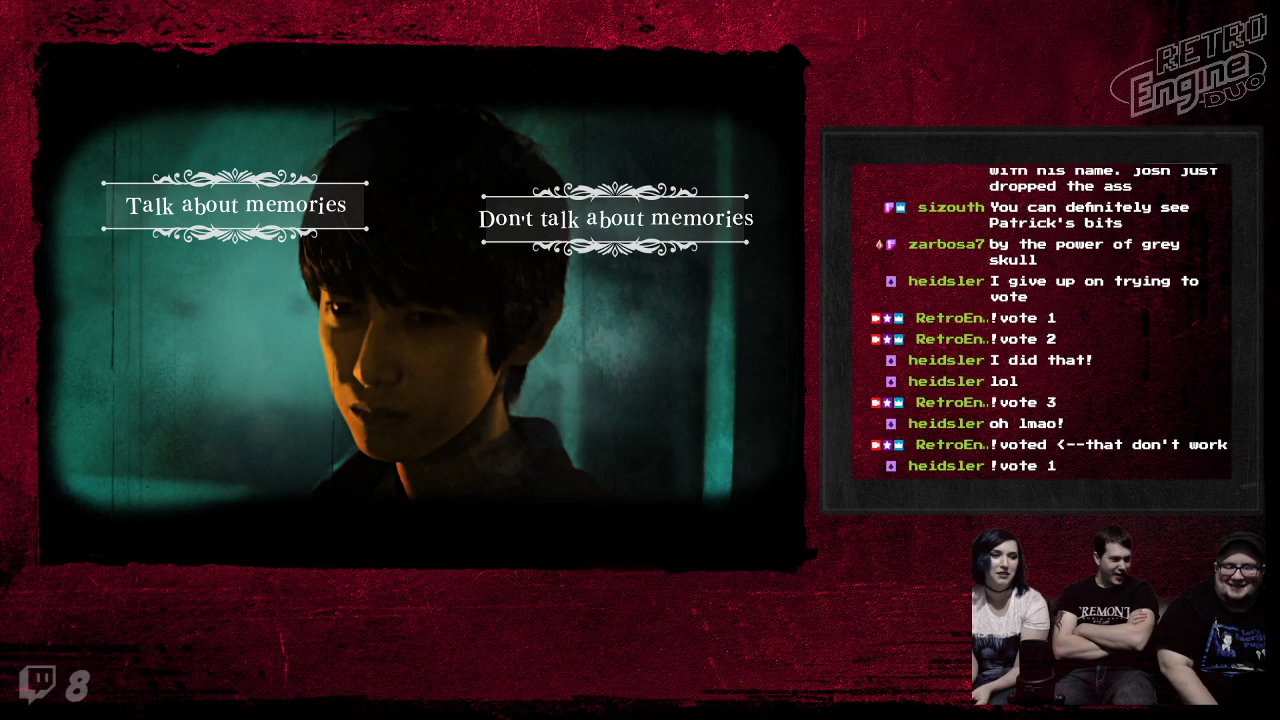 RETRO
Engine
DUO
Talk about memories
Don't talk about memories
with his name. josh just
dropped the ass
sizouth You can defnitely see
Patrick's bits
zarbosa7 by the power of grey
skull
heidsler I give up on trying to
vote
RetroEn.. !vote 1
RetroEn.. !vote 2
heidsler I did that!
heidsler lol
RetroEn.. !vote 3
heidsler oh lmao!
RetroEn.. !voted <--that don't work
heidsler !vote 1
8